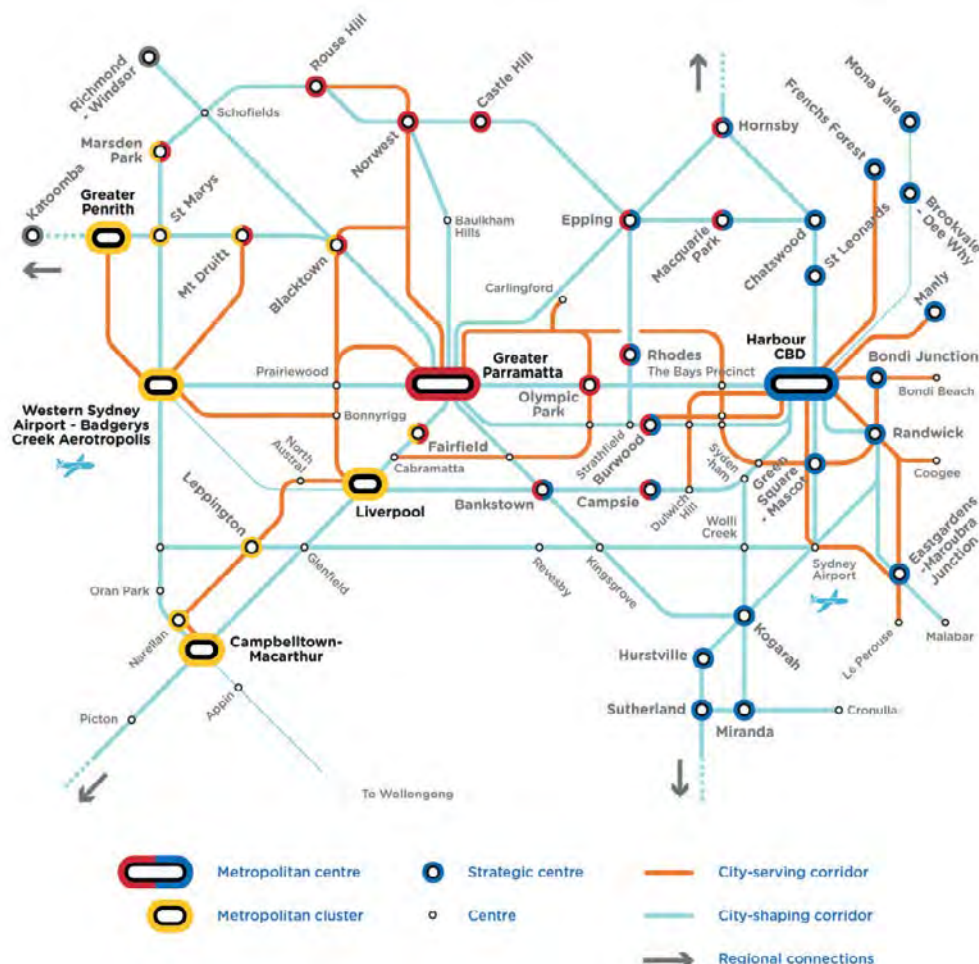 Rouse Hill
Richmond
- Windsor
Castle Hill
Mona Vale
Frenchs Forest
Schofields
Hornsby
Marsden
Park
Norwest
Katoomba
Greater
Penrith
St Marys
Baulkham
Hills
Epping
Brookvale
- Dee Why
Mt Druitt
Blacktown
Macquarie
Park
Chatswood
St Leonards
Carlingford
Manly
Harbour
CBD
Greater
Parramatta
Rhodes
The Bays Precinct
Bondi Junction
Prairiewood
Olympic
Park
Bondi Beach
Western Sydney
Airport - Badgerys
Creek Aerotropolis
Bonnyrigg
Fairfield
Strathfield
Burwood
Randwick
North
Austral
Cabramatta
Syden
-ham
Green
Square
- Mascot
Coogee
Leppington
Liverpool
Bankstown
Campsie
Dulwich
Hill
Wolli
Creek
Eastgardens
-Maroubra
Junction
Oran Park
Glenfield
Revesby
Kingsgrove
Sydney
Airport
Narellan
Campbelltown-
Macarthur
Kogarah
La Perouse
Malabar
Hurstville
Appin
Picton
Sutherland
Miranda
Cronulla
To Wollongong
Metropolitan centre
Strategic centre
City-serving corridor
Metropolitan cluster
Centre
City-shaping corridor
Regional connections